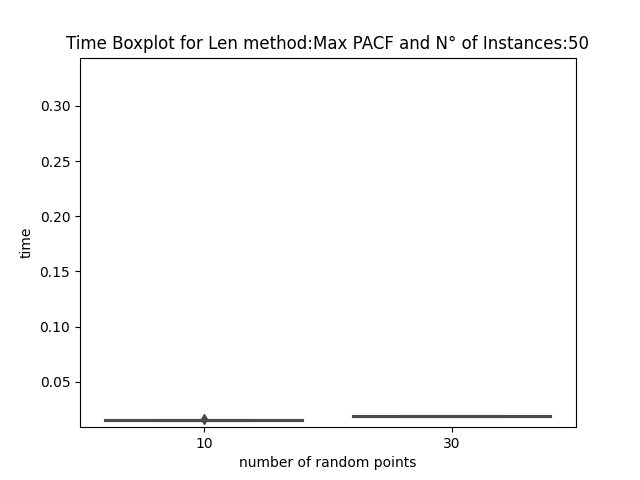 Time Boxplot for Len method:Max PACF and N° of Instances:50
0.30
0.25
0.20
0.15
0.10
0.05
time
10 30
number of random points